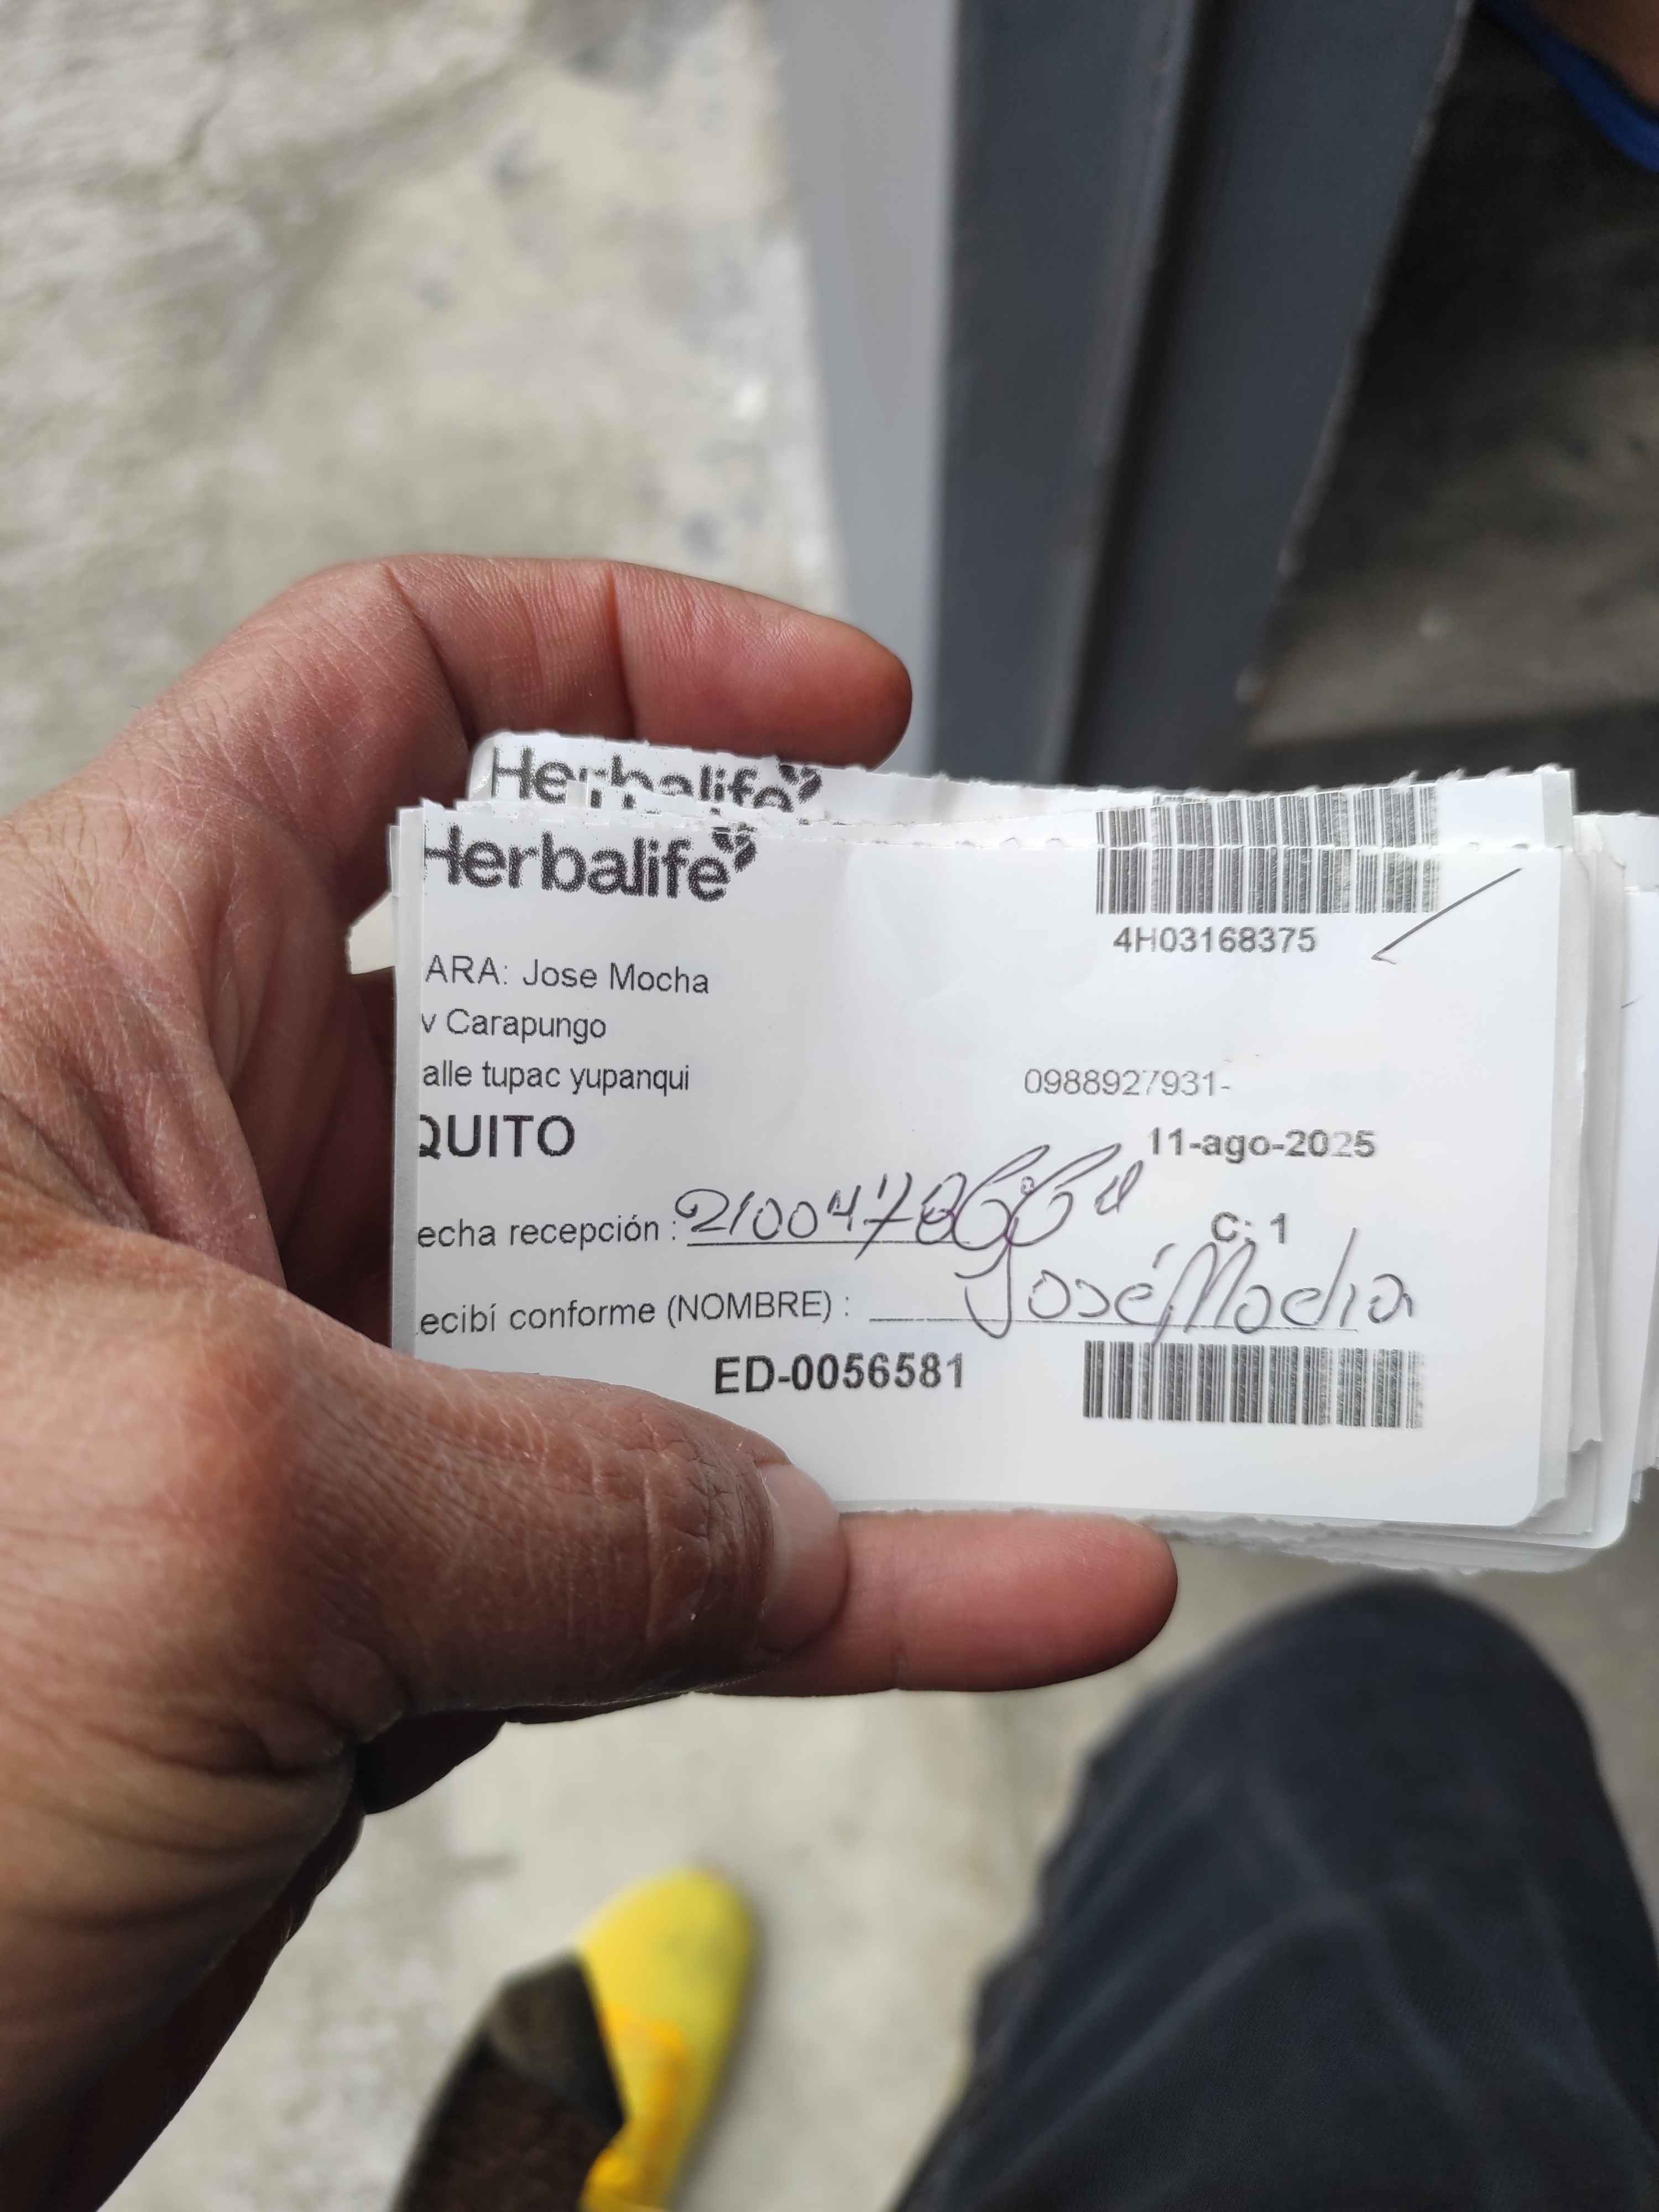 Herbalife
Herbalife
4H03168375
ARA: Jose Mocha
v Carapungo
alle tupac yupanqui
0988927931-
QUITO
11-ago-2025
echa recepción :
C: 1
ecibí conforme (NOMBRE) : José Mocha
ED-0056581